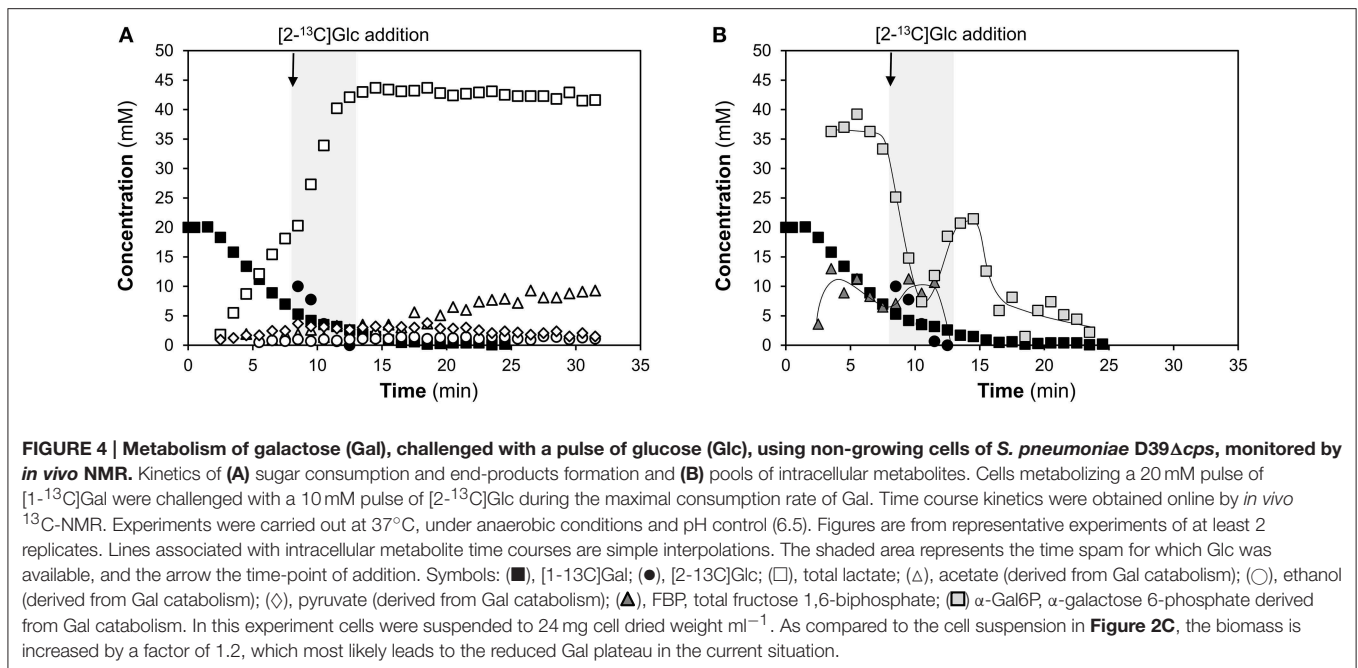 A
[2-¹³C]Glc addition
50
45
40
35
30
25
20
15
10
5
0
Concentration (mM)
0 5 10 15 20 25 30 35
Time (min)
B
[2-¹³C]Glc addition
50
45
40
35
30
25
20
15
10
5
0
Concentration (mM)
0 5 10 15 20 25 30 35
Time (min)
FIGURE 4 | Metabolism of galactose (Gal), challenged with a pulse of glucose (Glc), using non-growing cells of S. pneumoniae D39Δcps, monitored by
in vivo NMR. Kinetics of (A) sugar consumption and end-products formation and (B) pools of intracellular metabolites. Cells metabolizing a 20 mM pulse of
[1-¹³C]Gal were challenged with a 10 mM pulse of [2-¹³C]Glc during the maximal consumption rate of Gal. Time course kinetics were obtained online by in vivo
¹³C-NMR. Experiments were carried out at 37°C, under anaerobic conditions and pH control (6.5). Figures are from representative experiments of at least 2
replicates. Lines associated with intracellular metabolite time courses are simple interpolations. The shaded area represents the time spam for which Glc was
available, and the arrow the time-point of addition. Symbols: (■), [1-13C]Gal; (●), [2-13C]Glc; (□), total lactate; (△), acetate (derived from Gal catabolism); (○), ethanol
(derived from Gal catabolism); (◇), pyruvate (derived from Gal catabolism); (▲), FBP, total fructose 1,6-biphosphate; (■) α-Gal6P, α-galactose 6-phosphate derived
from Gal catabolism. In this experiment cells were suspended to 24 mg cell dried weight ml⁻¹. As compared to the cell suspension in Figure 2C, the biomass is
increased by a factor of 1.2, which most likely leads to the reduced Gal plateau in the current situation.